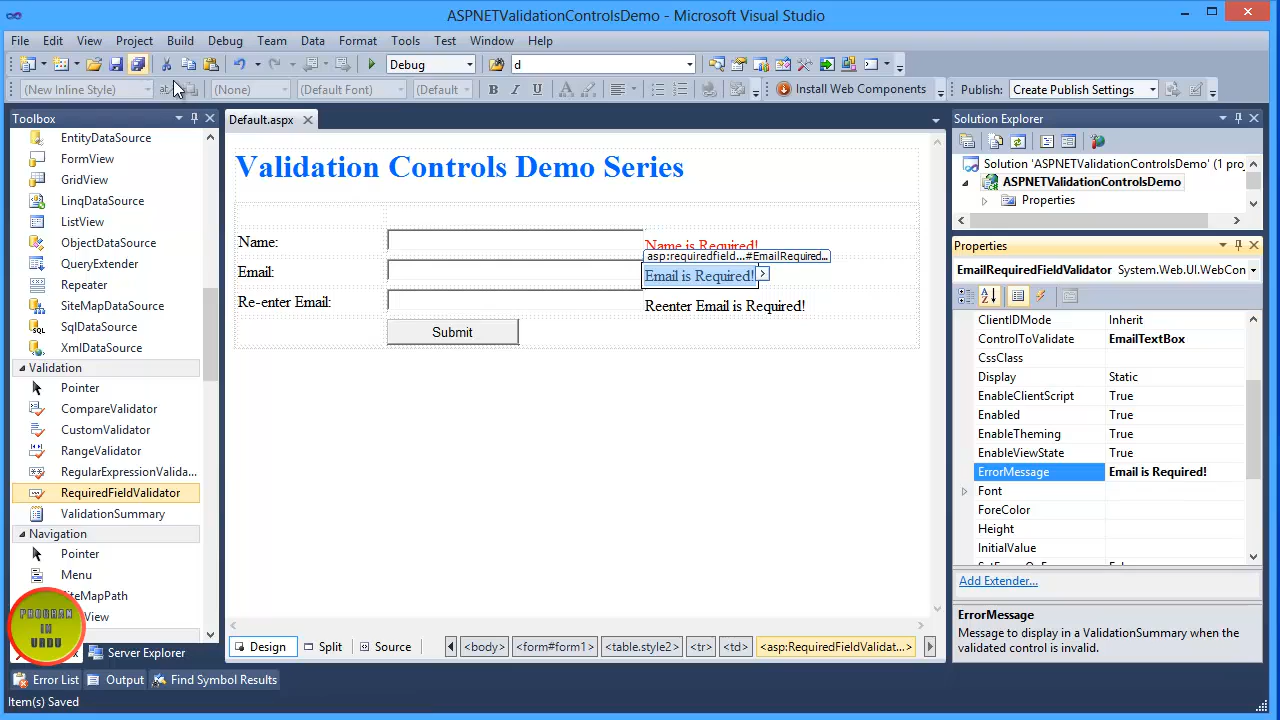 ASPNETValidationControlsDemo - Microsoft Visual Studio
File Edit View Project Build Debug Team Data Format Tools Test Window Help
Debug d
(New Inline Style) (None) (Default Font) (Default B I U A Install Web Components Publish: Create Publish Settings
Toolbox
EntityDataSource
FormView
GridView
LinqDataSource
ListView
ObjectDataSource
QueryExtender
Repeater
SiteMapDataSource
SqlDataSource
XmlDataSource
Validation
Pointer
CompareValidator
CustomValidator
RangeValidator
RegularExpressionValida...
RequiredFieldValidator
ValidationSummary
Navigation
Pointer
Menu
SiteMapPath
View
PROGRAM
IN
URDU
Server Explorer
Default.aspx
Validation Controls Demo Series
Name: Name is Required!
asp:requiredfield...#EmailRequired...
Email: Email is Required!
Re-enter Email: Reenter Email is Required!
Submit
Design Split Source <body> <form#form1> <table.style2> <tr> <td> <asp:RequiredFieldValidat...>
Solution Explorer
Solution 'ASPNETValidationControlsDemo' (1 proj
ASPNETValidationControlsDemo
Properties
Properties
EmailRequiredFieldValidator System.Web.UI.WebCon
ClientIDMode Inherit
ControlToValidate EmailTextBox
CssClass
Display Static
EnableClientScript True
Enabled True
EnableTheming True
EnableViewState True
ErrorMessage Email is Required!
Font
ForeColor
Height
InitialValue
Add Extender...
ErrorMessage
Message to display in a ValidationSummary when the
validated control is invalid.
Error List Output Find Symbol Results
Item(s) Saved